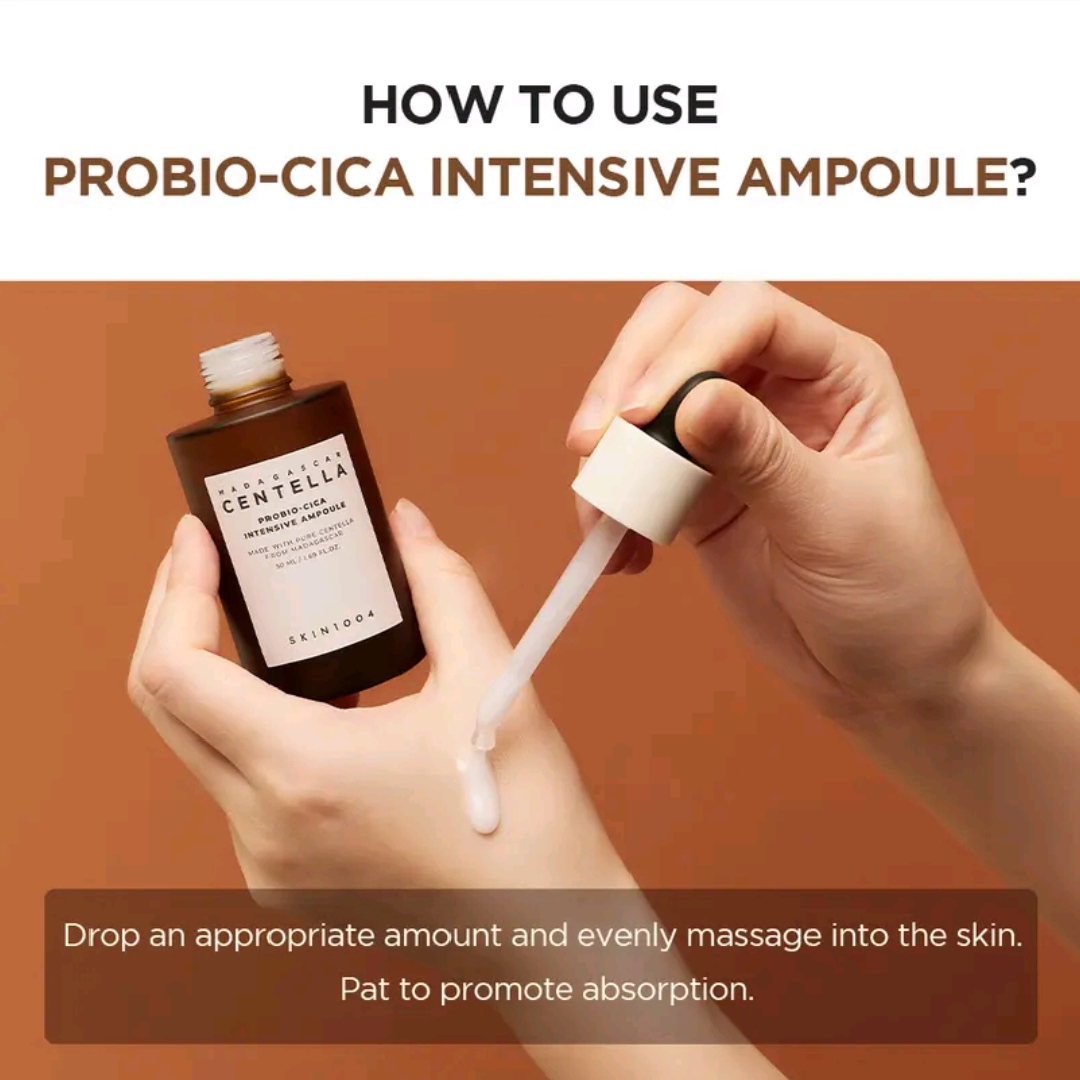 HOW TO USE
PROBIO-CICA INTENSIVE AMPOULE?
MADAGASCAR
CENTELLA
PROBIO-CICA
INTENSIVE AMPOULE
MADE WITH PURE CENTELLA
FROM MADAGASCAR
50 ML / 1.69 FL.OZ.
SKIN1004
Drop an appropriate amount and evenly massage into the skin.
Pat to promote absorption.